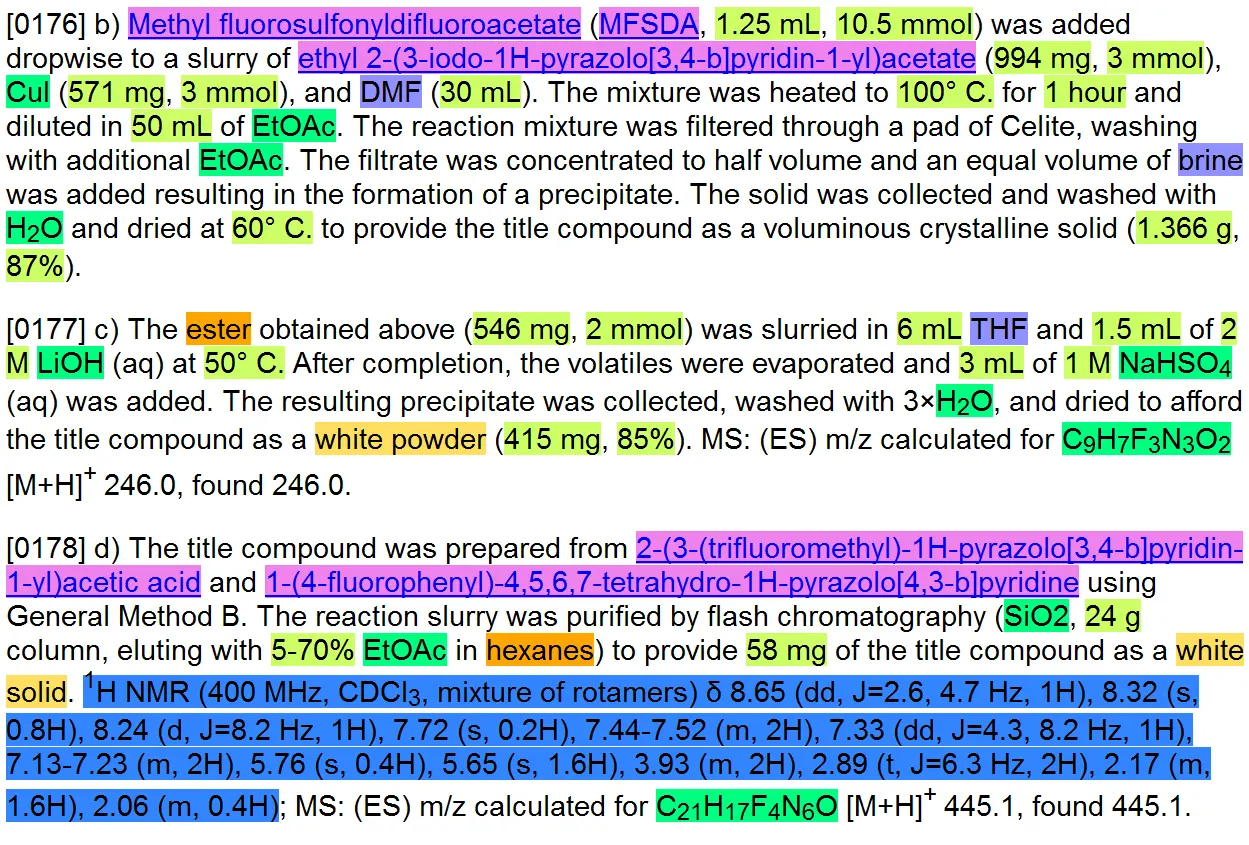 [0176] b) Methyl fluorosulfonyldifluoroacetate (MFSDA, 1.25 mL, 10.5 mmol) was added
dropwise to a slurry of ethyl 2-(3-iodo-1H-pyrazolo[3,4-b]pyridin-1-yl)acetate (994 mg, 3 mmol),
CuI (571 mg, 3 mmol), and DMF (30 mL). The mixture was heated to 100° C. for 1 hour and
diluted in 50 mL of EtOAc. The reaction mixture was filtered through a pad of Celite, washing
with additional EtOAc. The filtrate was concentrated to half volume and an equal volume of brine
was added resulting in the formation of a precipitate. The solid was collected and washed with
H2O and dried at 60° C. to provide the title compound as a voluminous crystalline solid (1.366 g,
87%).
[0177] c) The ester obtained above (546 mg, 2 mmol) was slurried in 6 mL THF and 1.5 mL of 2
M LiOH (aq) at 50° C. After completion, the volatiles were evaporated and 3 mL of 1 M NaHSO4
(aq) was added. The resulting precipitate was collected, washed with 3×H2O, and dried to afford
the title compound as a white powder (415 mg, 85%). MS: (ES) m/z calculated for C9H7F3N3O2
[M+H]+ 246.0, found 246.0.
[0178] d) The title compound was prepared from 2-(3-(trifluoromethyl)-1H-pyrazolo[3,4-b]pyridin-
1-yl)acetic acid and 1-(4-fluorophenyl)-4,5,6,7-tetrahydro-1H-pyrazolo[4,3-b]pyridine using
General Method B. The reaction slurry was purified by flash chromatography (SiO2, 24 g
column, eluting with 5-70% EtOAc in hexanes) to provide 58 mg of the title compound as a white
solid. 1H NMR (400 MHz, CDCl3, mixture of rotamers) δ 8.65 (dd, J=2.6, 4.7 Hz, 1H), 8.32 (s,
0.8H), 8.24 (d, J=8.2 Hz, 1H), 7.72 (s, 0.2H), 7.44-7.52 (m, 2H), 7.33 (dd, J=4.3, 8.2 Hz, 1H),
7.13-7.23 (m, 2H), 5.76 (s, 0.4H), 5.65 (s, 1.6H), 3.93 (m, 2H), 2.89 (t, J=6.3 Hz, 2H), 2.17 (m,
1.6H), 2.06 (m, 0.4H); MS: (ES) m/z calculated for C21H17F4N6O [M+H]+ 445.1, found 445.1.